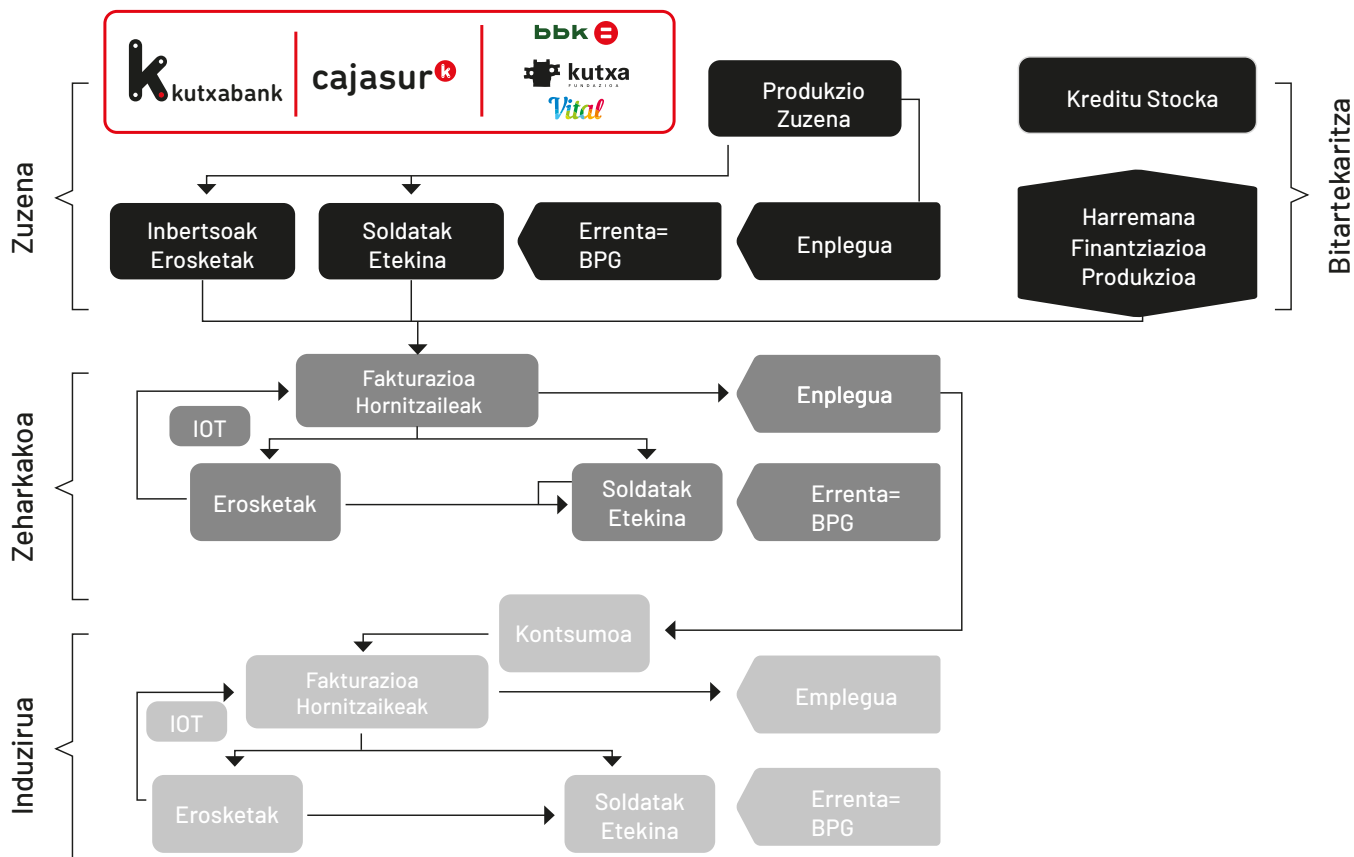 bbk
kutxabank
cajasur k
kutxa
FUNDAZIOA
Vital
Produkzio
Zuzena
Kreditu Stocka
Zuzena
Bitartekaritza
Inbertsoak
Erosketak
Soldatak
Etekina
Errenta=
BPG
Enplegua
Harremana
Finantziazioa
Produkzioa
Zeharkakoa
Fakturazioa
Hornitzaileak
Enplegua
IOT
Erosketak
Soldatak
Etekina
Errenta=
BPG
Induzirua
Kontsumoa
Fakturazioa
Hornitzaikeak
Emplegua
IOT
Erosketak
Soldatak
Etekina
Errenta=
BPG